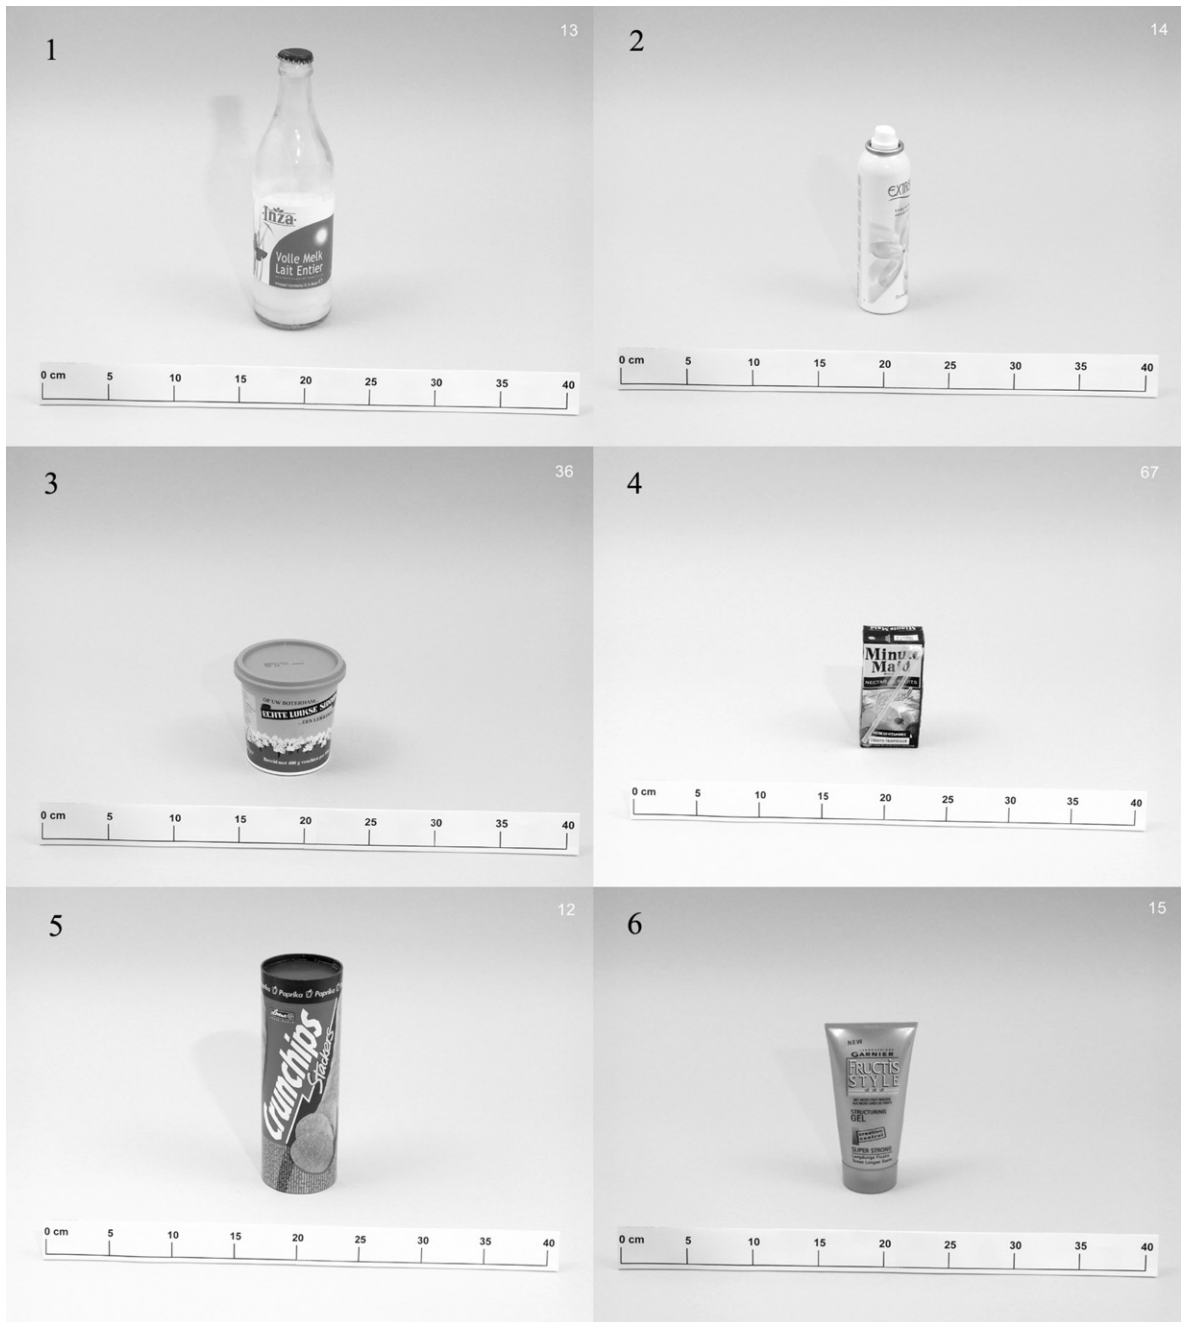 1
13
Inza
Volle Melk
Lait Entier
0 cm 5 10 15 20 25 30 35 40
2
14
0 cm 5 10 15 20 25 30 35 40
3
36
OP UW BOTERHAM
ECHTE LUIKSE
0 cm 5 10 15 20 25 30 35 40
4
67
Minute
Maid
NECTAR
0 cm 5 10 15 20 25 30 35 40
5
12
Paprika Paprika
Crunchips
Stackers
0 cm 5 10 15 20 25 30 35 40
6
15
NEW
GARNIER
FRUCTIS
STYLE
STRUCTURING
GEL
SUPER STRONG
0 cm 5 10 15 20 25 30 35 40